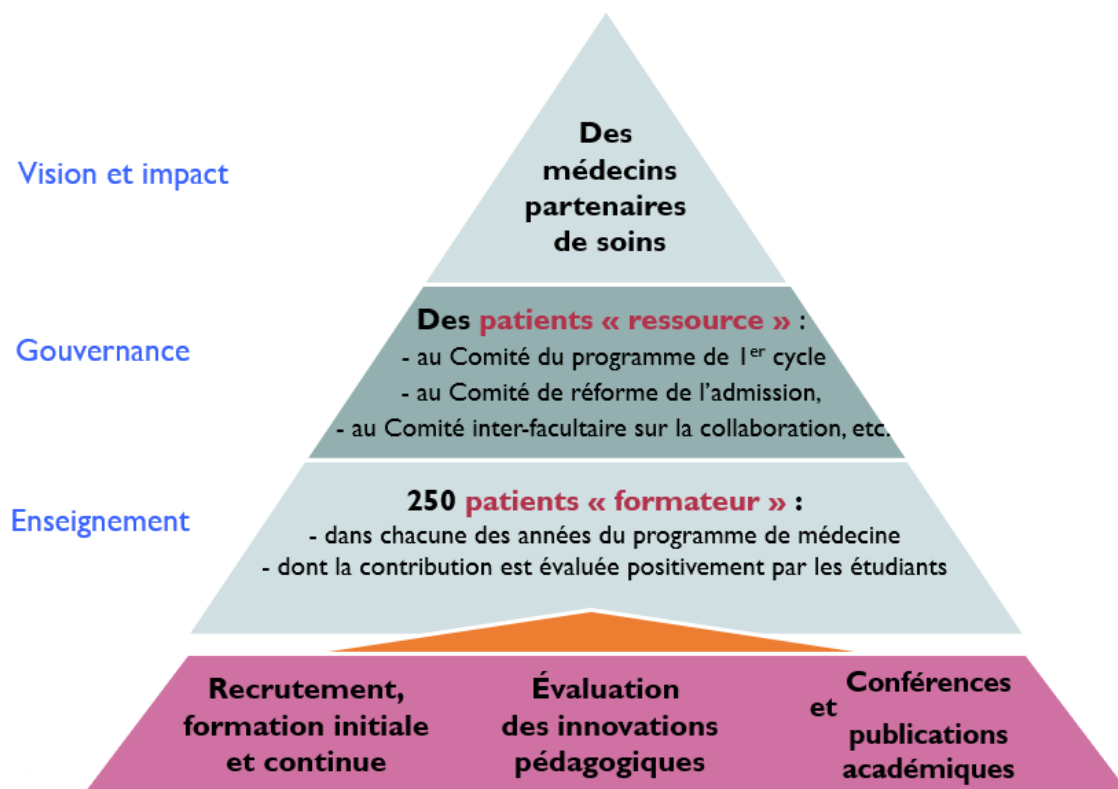 Vision et impact
Des
médecins
partenaires
de soins
Gouvernance
Des patients « ressource » :
- au Comité du programme de 1er cycle
- au Comité de réforme de l'admission,
- au Comité inter-facultaire sur la collaboration, etc.
Enseignement
250 patients « formateur » :
- dans chacune des années du programme de médecine
- dont la contribution est évaluée positivement par les étudiants
Recrutement,
formation initiale
et continue
Évaluation
des innovations
pédagogiques
Conférences
et
publications
académiques